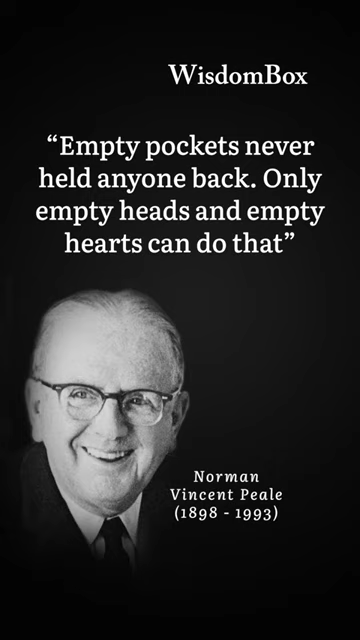 WisdomBox
“Empty pockets never
held anyone back. Only
empty heads and empty
hearts can do that”
Norman
Vincent Peale
(1898 - 1993)